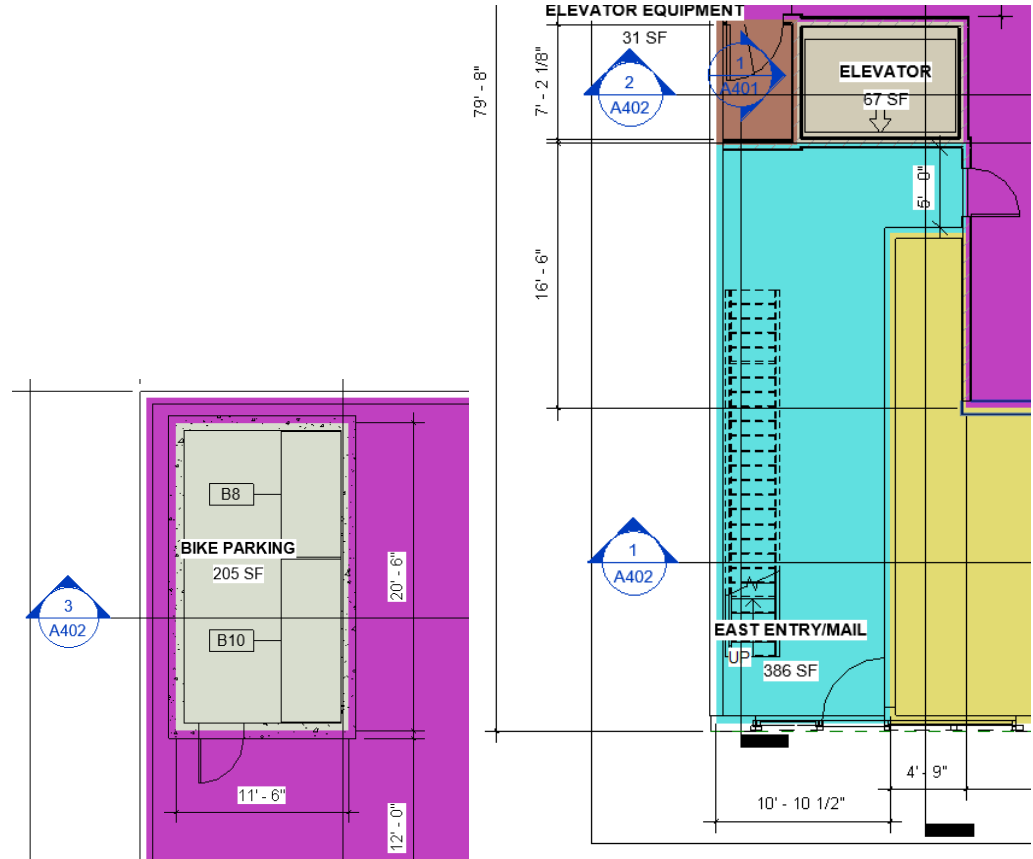 ELEVATOR EQUIPMENT
31 SF
79' - 8"
7' - 2 1/8"
2
A402
1
A401
ELEVATOR
67 SF
5' - 0"
16' - 6"
B8
BIKE PARKING
205 SF
20' - 6"
3
A402
B10
1
A402
EAST ENTRY/MAIL
UP
386 SF
11' - 6"
12' - 0"
4' - 9"
10' - 10 1/2"